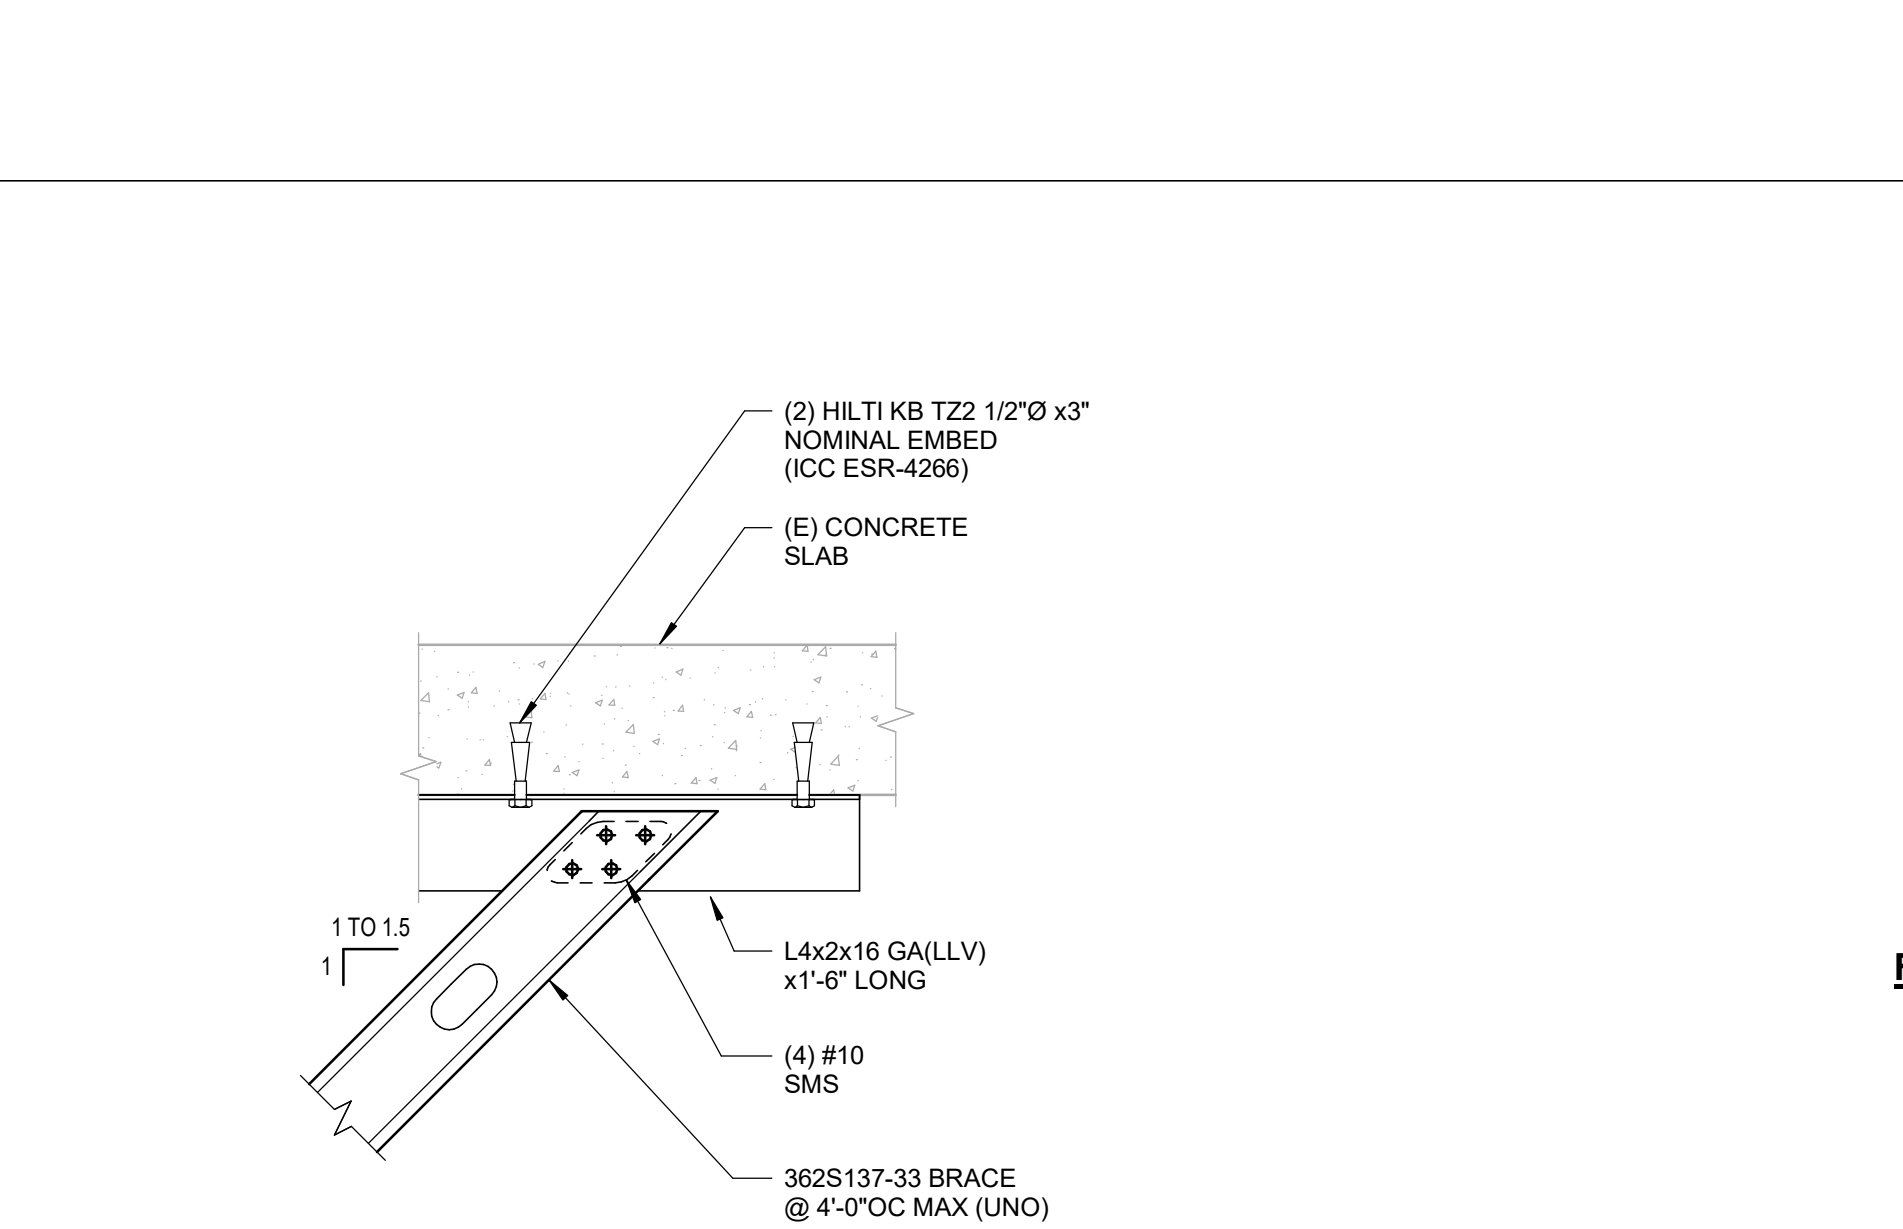 (2) HILTI KB TZ2 1/2"Ø x3"
NOMINAL EMBED
(ICC ESR-4266)
(E) CONCRETE
SLAB
1 TO 1.5
1
L4x2x16 GA(LLV)
x1'-6" LONG
(4) #10
SMS
362S137-33 BRACE
@ 4'-0"OC MAX (UNO)